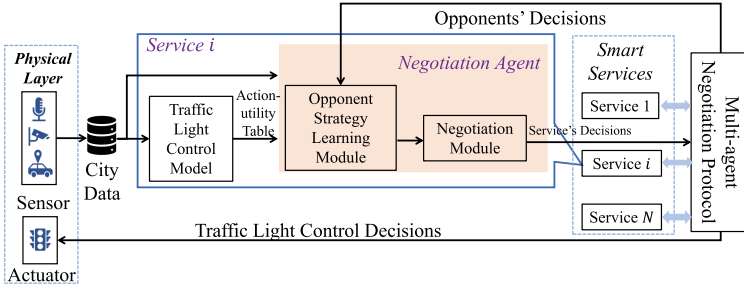 Opponents' Decisions
Physical
Layer
Sensor
Actuator
City
Data
Service i
Traffic
Light
Control
Model
Action-
utility
Table
Negotiation Agent
Opponent
Strategy
Learning
Module
Negotiation
Module
Service's Decisions
Smart
Services
Service 1
Service i
Service N
Multi-agent
Negotiation Protocol
Traffic Light Control Decisions